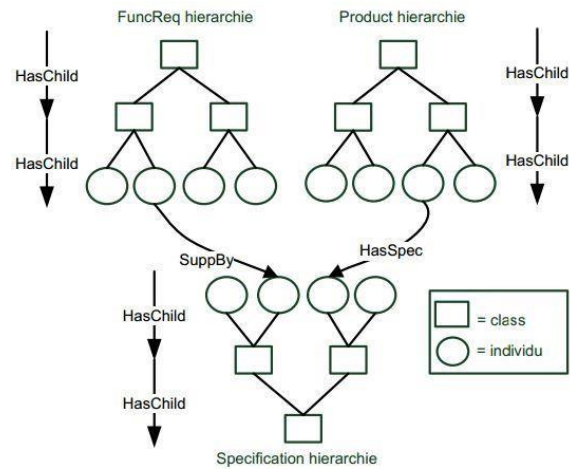 FuncReq hierarchie
Product hierarchie
HasChild
HasChild
HasChild
HasChild
SuppBy
HasSpec
HasChild
HasChild
= class
= individu
Specification hierarchie